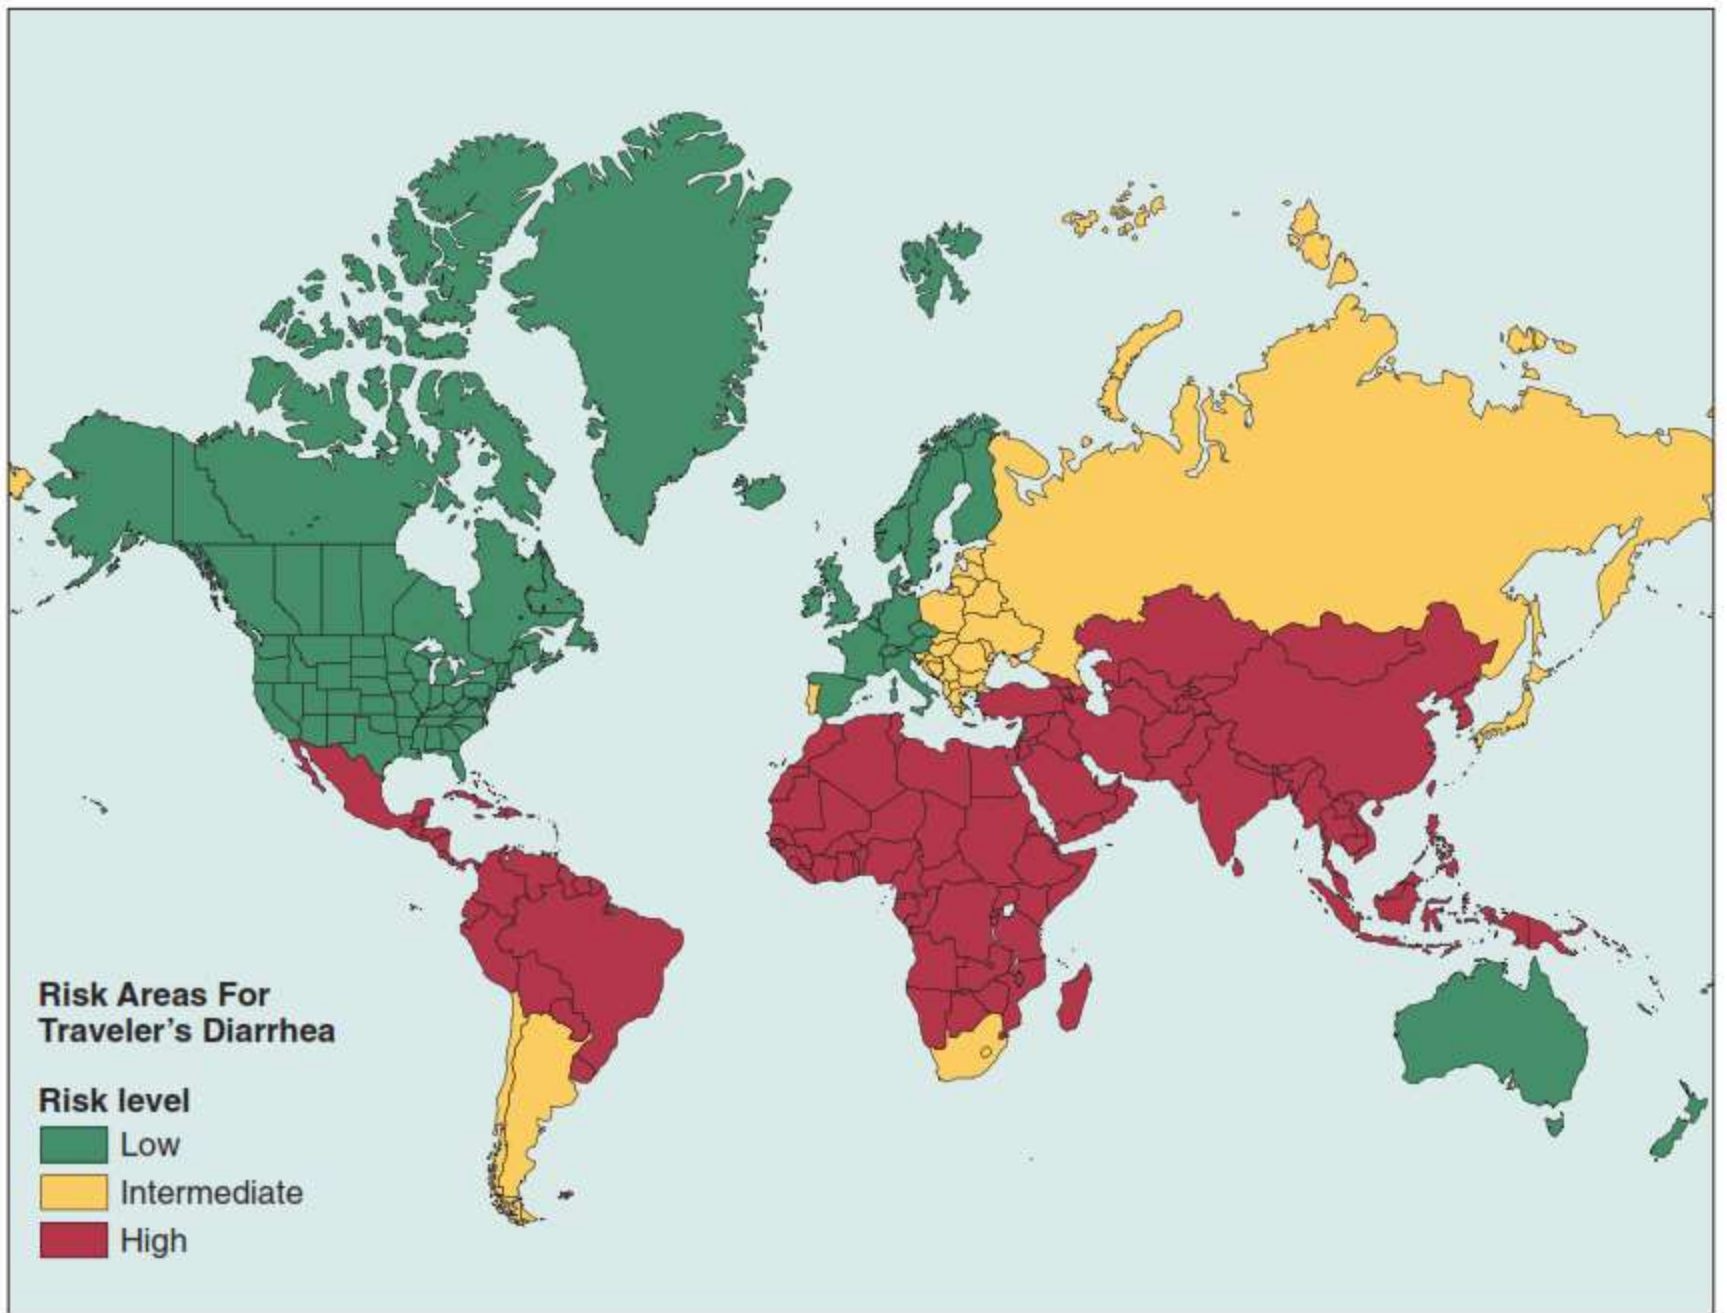 Risk Areas For
Traveler's Diarrhea
Risk level
Low
Intermediate
High